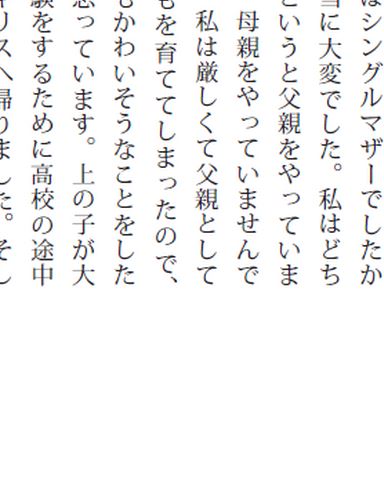 はシングルマザーでしたか
当に大変でした。私はどち
というと父親をやっていま
母親をやっていませんで
私は厳しくて父親として
もを育ててしまったので、
もかわいそうなことをした
思っています。上の子が大
験をするために高校の途中
リスへ帰りました。そし